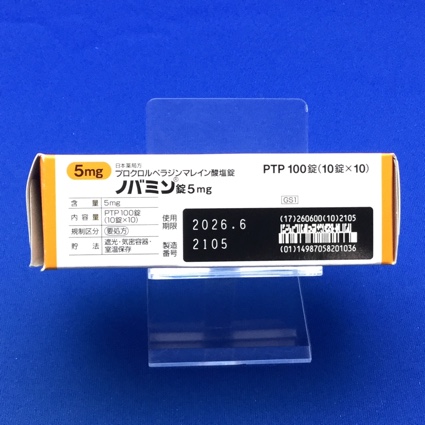 5mg
日本薬局方
プロクロルペラジンマレイン酸塩錠
ノバミン®錠5mg
PTP 100錠(10錠×10)
含量 5mg
内容量 PTP100錠
(10錠×10)
規制区分 要処方
貯法 遮光・気密容器・
室温保存
使用
期限 2026.6
製造
番号 2105
GS1
(17)260600(10)2105
(01)14987058201036